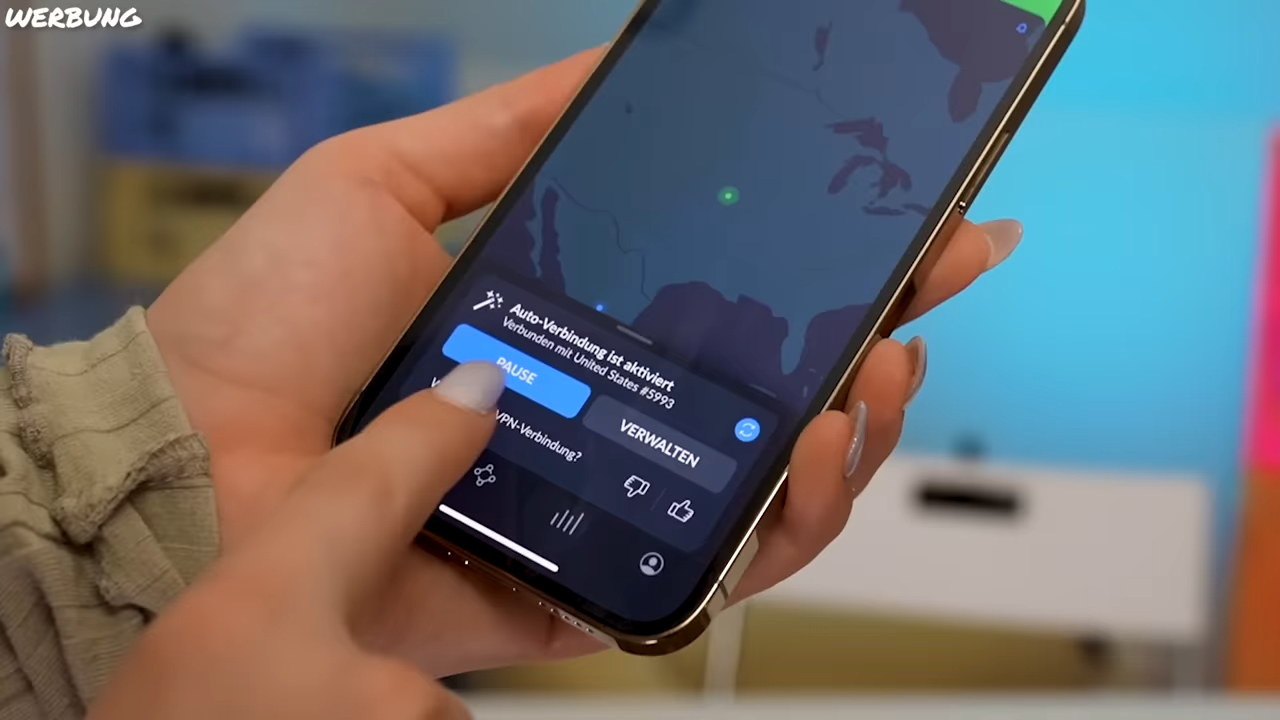 WERBUNG
Auto-Verbindung ist aktiviert
Verbunden mit United States #5993
PAUSE
VERWALTEN
VPN-Verbindung?